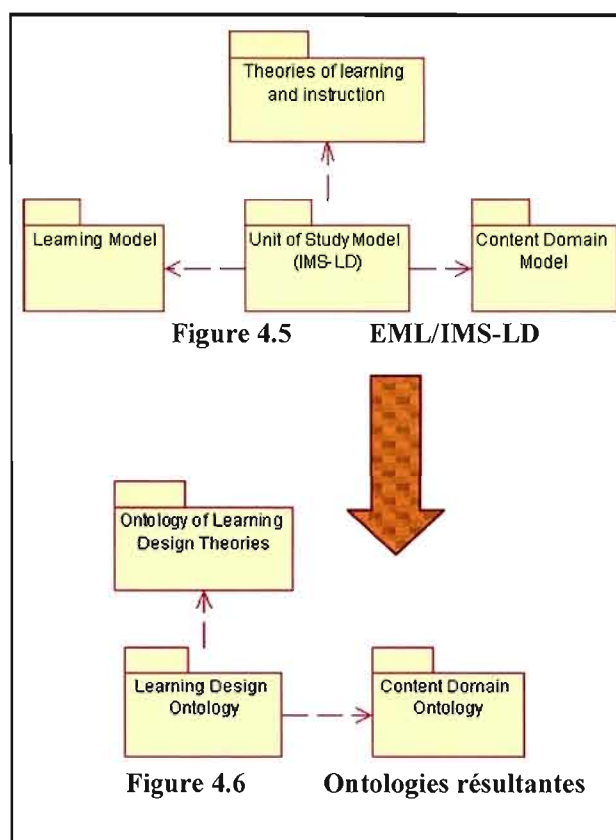 Theories of learning
and instruction
Learning Model
Unit of Study Model
(IMS-LD)
Content Domain
Model
Figure 4.5 EML/IMS-LD
Ontology of Learning
Design Theories
Learning Design
Ontology
Content Domain
Ontology
Figure 4.6 Ontologies résultantes